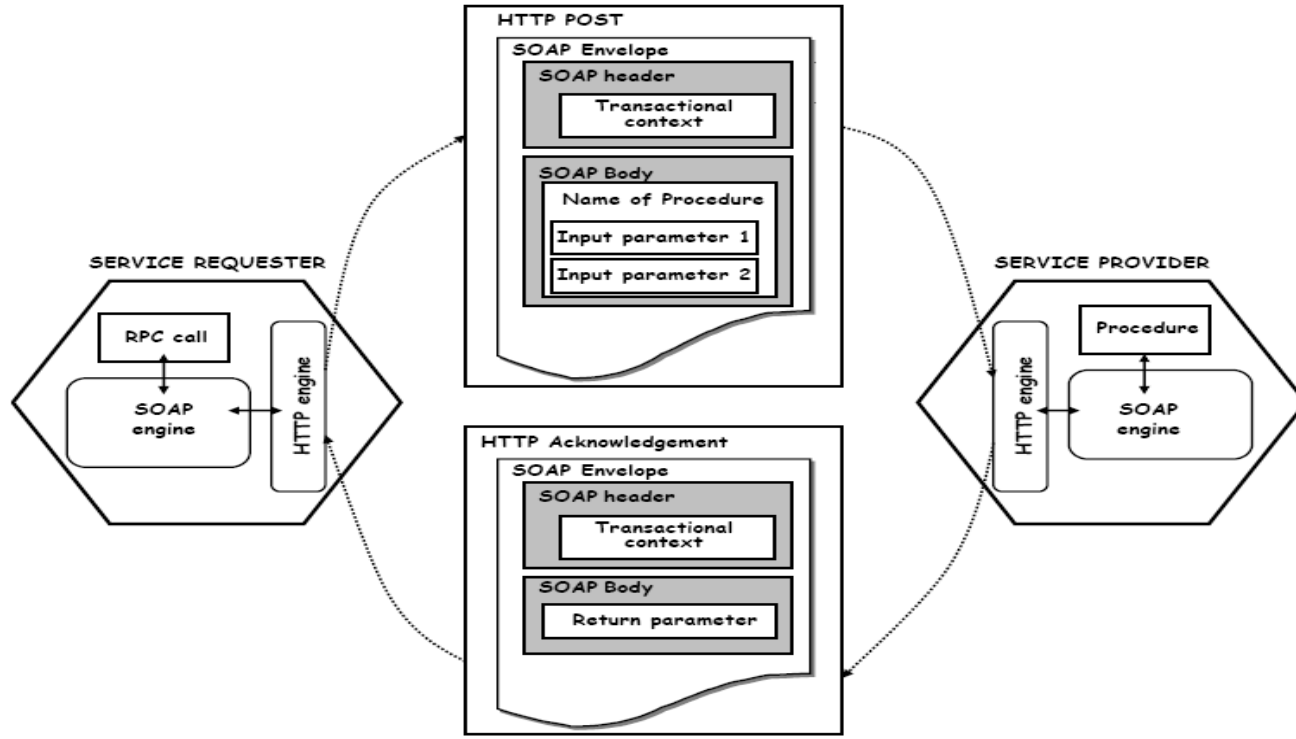 HTTP POST
SOAP Envelope
SOAP header
Transactional
context
SOAP Body
Name of Procedure
Input parameter 1
Input parameter 2
SERVICE REQUESTER
RPC call
SOAP
engine
HTTP engine
SERVICE PROVIDER
HTTP engine
Procedure
SOAP
engine
HTTP Acknowledgement
SOAP Envelope
SOAP header
Transactional
context
SOAP Body
Return parameter